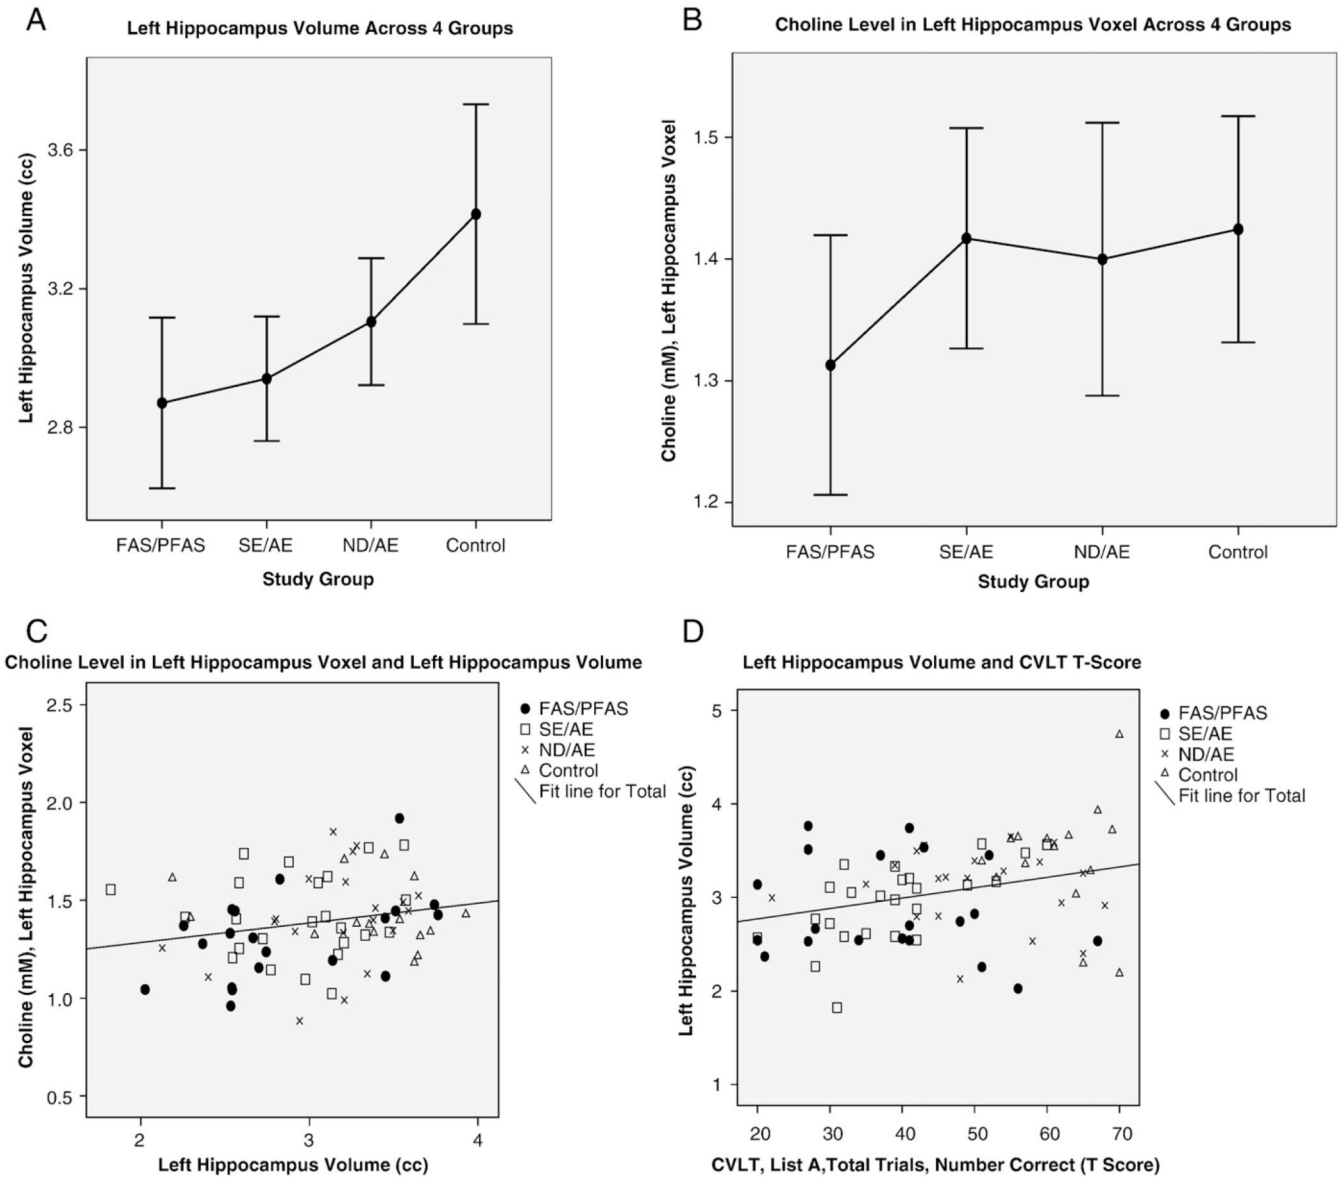 A
Left Hippocampus Volume Across 4 Groups
Left Hippocampus Volume (cc)
3.6
3.2
2.8
FAS/PFAS SE/AE ND/AE Control
Study Group
B
Choline Level in Left Hippocampus Voxel Across 4 Groups
Choline (mM), Left Hippocampus Voxel
1.5
1.4
1.3
1.2
FAS/PFAS SE/AE ND/AE Control
Study Group
C
Choline Level in Left Hippocampus Voxel and Left Hippocampus Volume
Choline (mM), Left Hippocampus Voxel
2.5
2.0
1.5
1.0
0.5
2 3 4
Left Hippocampus Volume (cc)
FAS/PFAS
SE/AE
ND/AE
Control
Fit line for Total
D
Left Hippocampus Volume and CVLT T-Score
Left Hippocampus Volume (cc)
5
4
3
2
1
20 30 40 50 60 70
CVLT, List A,Total Trials, Number Correct (T Score)
FAS/PFAS
SE/AE
ND/AE
Control
Fit line for Total